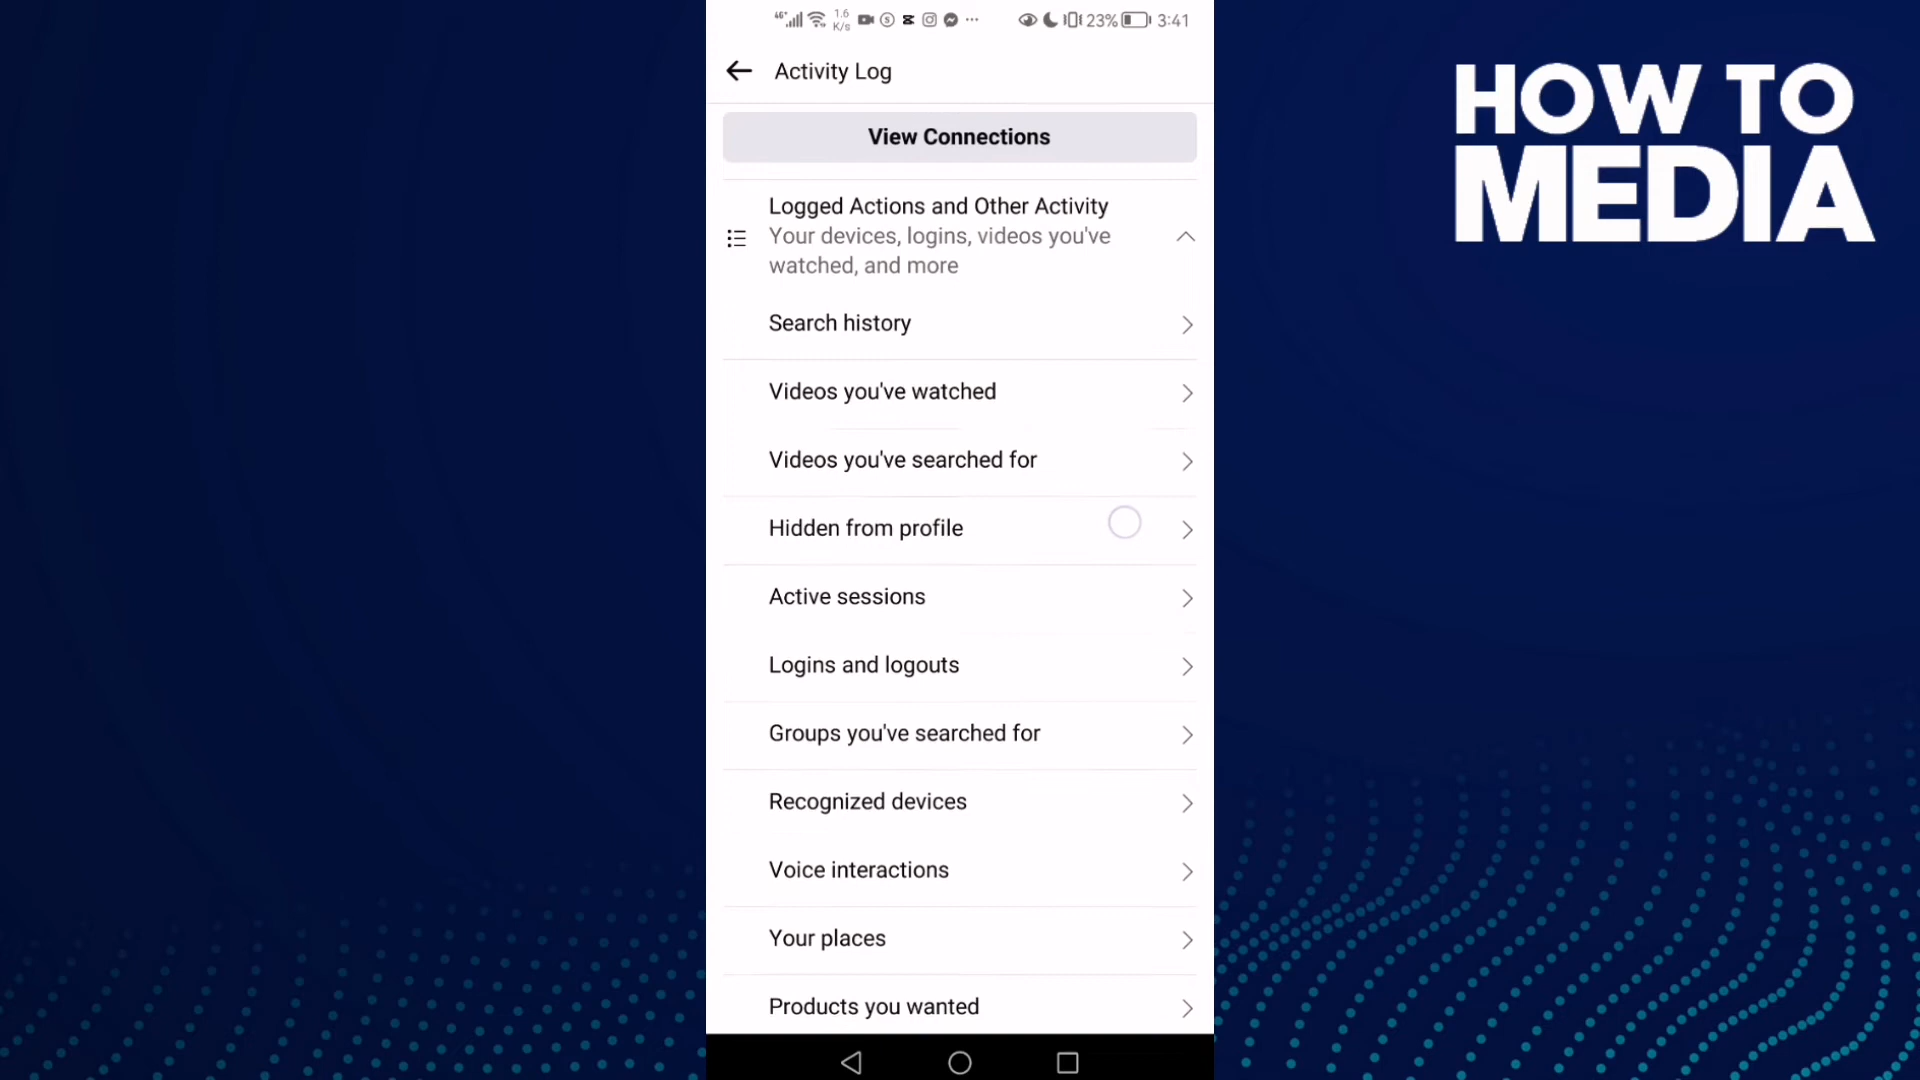 4G+ 1.6 K/s 23% 3:41
HOW TO
MEDIA
Activity Log
View Connections
Logged Actions and Other Activity
Your devices, logins, videos you've
watched, and more
Search history
Videos you've watched
Videos you've searched for
Hidden from profile
Active sessions
Logins and logouts
Groups you've searched for
Recognized devices
Voice interactions
Your places
Products you wanted